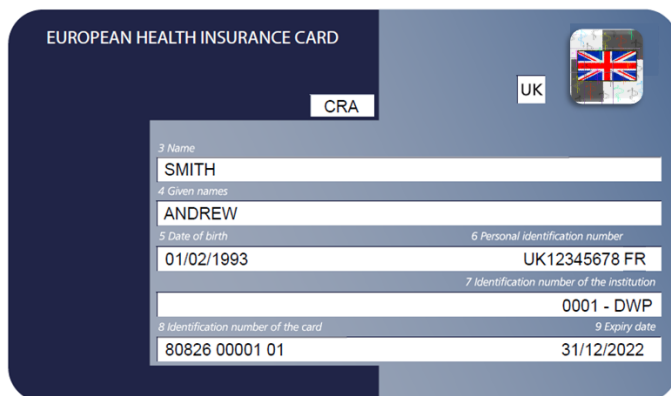 EUROPEAN HEALTH INSURANCE CARD
CRA
UK
3 Name
SMITH
4 Given names
ANDREW
5 Date of birth 6 Personal identification number
01/02/1993 UK12345678 FR
7 Identification number of the institution
0001 - DWP
8 Identification number of the card 9 Expiry date
80826 00001 01 31/12/2022